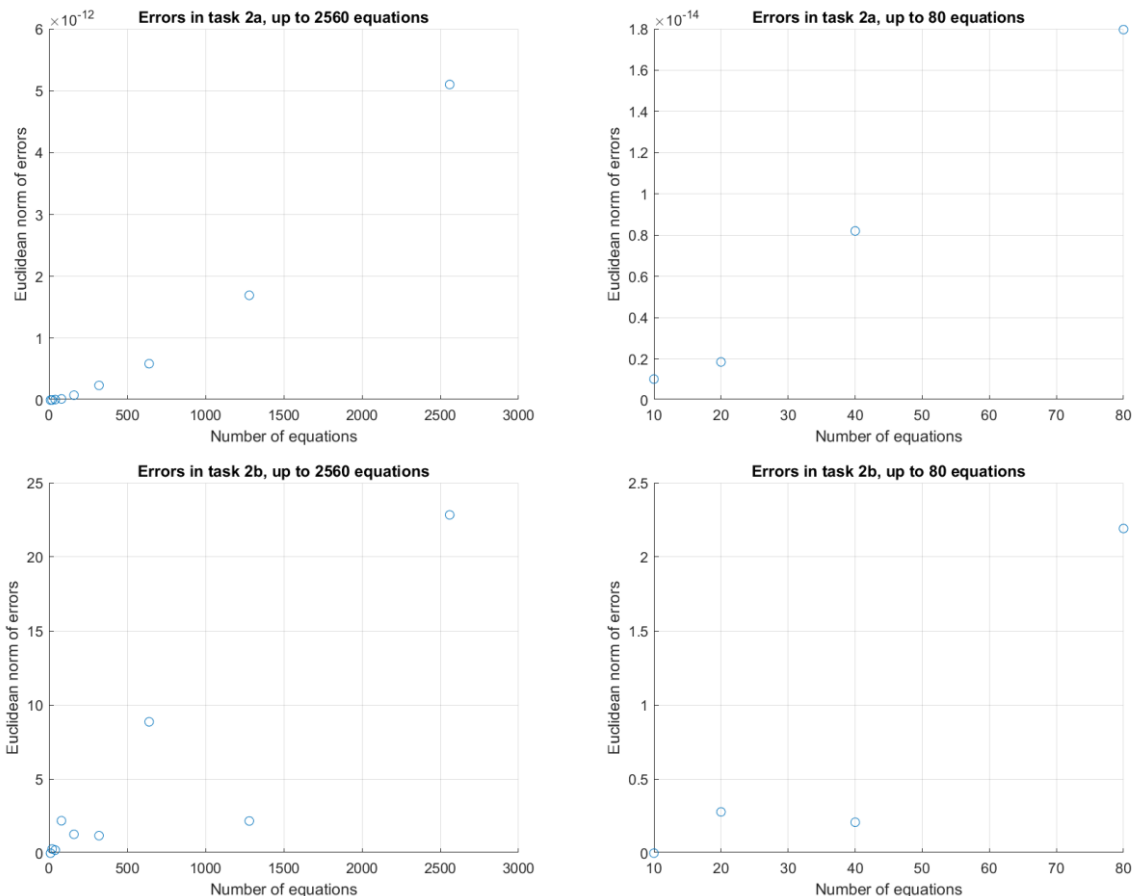 Errors in task 2a, up to 2560 equations
×10⁻¹²
6
5
4
3
2
1
0
Euclidean norm of errors
0 500 1000 1500 2000 2500 3000
Number of equations
Errors in task 2a, up to 80 equations
×10⁻¹⁴
1.8
1.6
1.4
1.2
1
0.8
0.6
0.4
0.2
0
Euclidean norm of errors
10 20 30 40 50 60 70 80
Number of equations
Errors in task 2b, up to 2560 equations
25
20
15
10
5
0
Euclidean norm of errors
0 500 1000 1500 2000 2500 3000
Number of equations
Errors in task 2b, up to 80 equations
2.5
2
1.5
1
0.5
0
Euclidean norm of errors
10 20 30 40 50 60 70 80
Number of equations